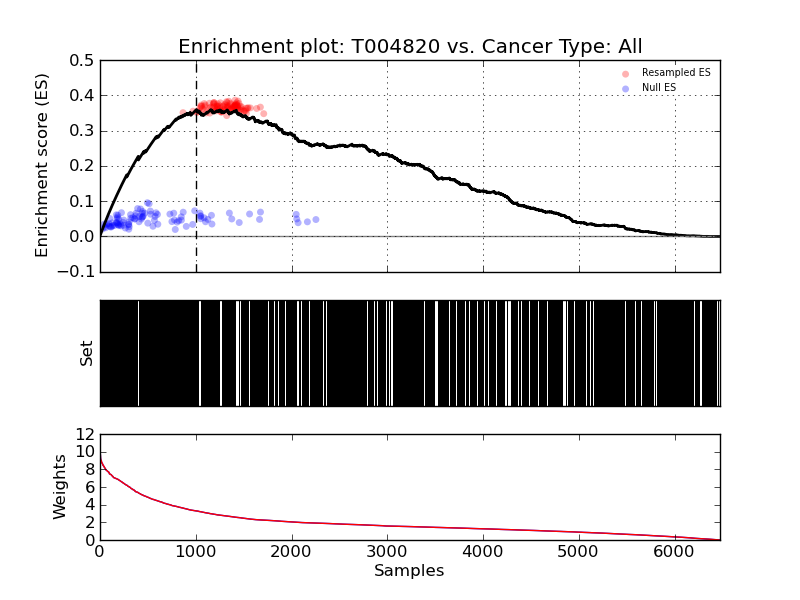 Enrichment plot: T004820 vs. Cancer Type: All
0.5
0.4
0.3
0.2
0.1
0.0
−0.1
Enrichment score (ES)
Resampled ES
Null ES
Set
12
10
8
6
4
2
0
Weights
0 1000 2000 3000 4000 5000 6000
Samples